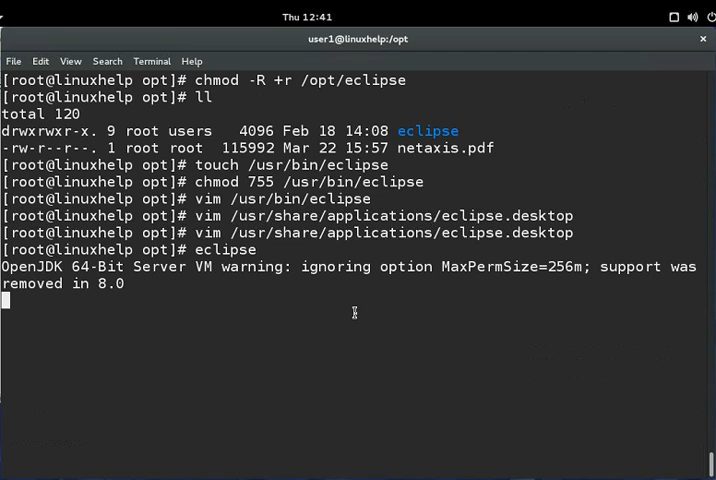 Thu 12:41
user1@linuxhelp:/opt
File Edit View Search Terminal Help
[root@linuxhelp opt]# chmod -R +r /opt/eclipse
[root@linuxhelp opt]# ll
total 120
drwxrwxr-x. 9 root users   4096 Feb 18 14:08 eclipse
-rw-r--r--. 1 root root  115992 Mar 22 15:57 netaxis.pdf
[root@linuxhelp opt]# touch /usr/bin/eclipse
[root@linuxhelp opt]# chmod 755 /usr/bin/eclipse
[root@linuxhelp opt]# vim /usr/bin/eclipse
[root@linuxhelp opt]# vim /usr/share/applications/eclipse.desktop
[root@linuxhelp opt]# vim /usr/share/applications/eclipse.desktop
[root@linuxhelp opt]# eclipse
OpenJDK 64-Bit Server VM warning: ignoring option MaxPermSize=256m; support was
removed in 8.0